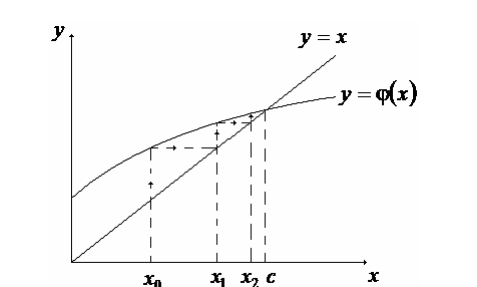 y
y = x
y = φ(x)
x₀ x₁ x₂ c x